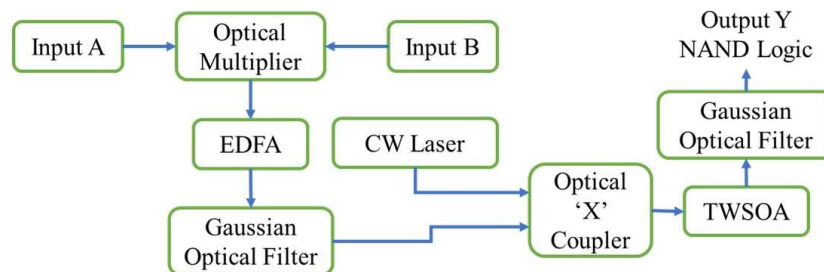 Input A
Optical
Multiplier
Input B
Output Y
NAND Logic
EDFA
CW Laser
Gaussian
Optical Filter
Gaussian
Optical Filter
Optical
‘X’
Coupler
TWSOA